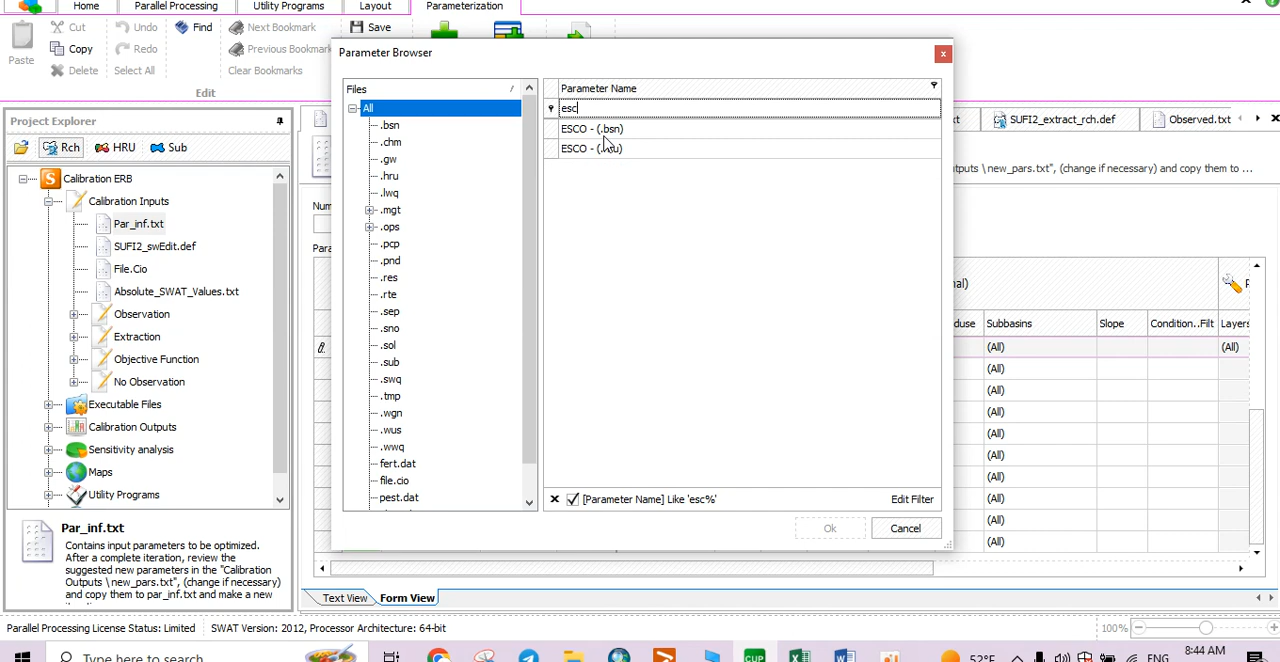 Home Parallel Processing Utility Programs Layout Parameterization
Cut Undo Find Next Bookmark Save
Paste Copy Redo Previous Bookmark
Delete Select All Clear Bookmarks
Edit
Parameter Browser
Files
All
.bsn
.chm
.gw
.hru
.lwq
.mgt
.ops
.pcp
.pnd
.res
.rte
.sep
.sno
.sol
.sub
.swq
.tmp
.wgn
.wus
.wwq
fert.dat
file.cio
pest.dat
Parameter Name
esc
ESCO - (.bsn)
ESCO -
[Parameter Name] Like 'esc%' Edit Filter
Ok Cancel
Project Explorer
Rch HRU Sub
Calibration ERB
Calibration Inputs
Par_inf.txt
SUFI2_swEdit.def
File.Cio
Absolute_SWAT_Values.txt
Observation
Extraction
Objective Function
No Observation
Executable Files
Calibration Outputs
Sensitivity analysis
Maps
Utility Programs
Par_inf.txt
Contains input parameters to be optimized.
After a complete iteration, review the
suggested new parameters in the "Calibration
Outputs \new_pars.txt", (change if necessary)
and copy them to par_inf.txt and make a new
xt SUFI2_extract_rch.def Observed.txt
tputs \new_pars.txt", (change if necessary) and copy them to ...
Num
Para
nal)
duse Subbasins Slope Condition..Filt Layers
(All) (All)
(All)
(All)
(All)
(All)
(All)
(All)
(All)
(All)
(All)
Text View Form View
Parallel Processing License Status: Limited SWAT Version: 2012, Processor Architecture: 64-bit 100%
Type here to search CUP 52°F ENG 8:44 AM